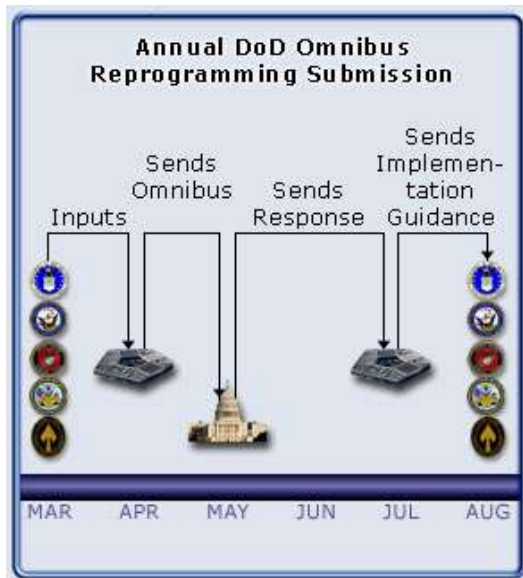 Annual DoD Omnibus
Reprogramming Submission
Inputs
Sends
Omnibus
Sends
Response
Sends
Implemen-
tation
Guidance
MAR APR MAY JUN JUL AUG